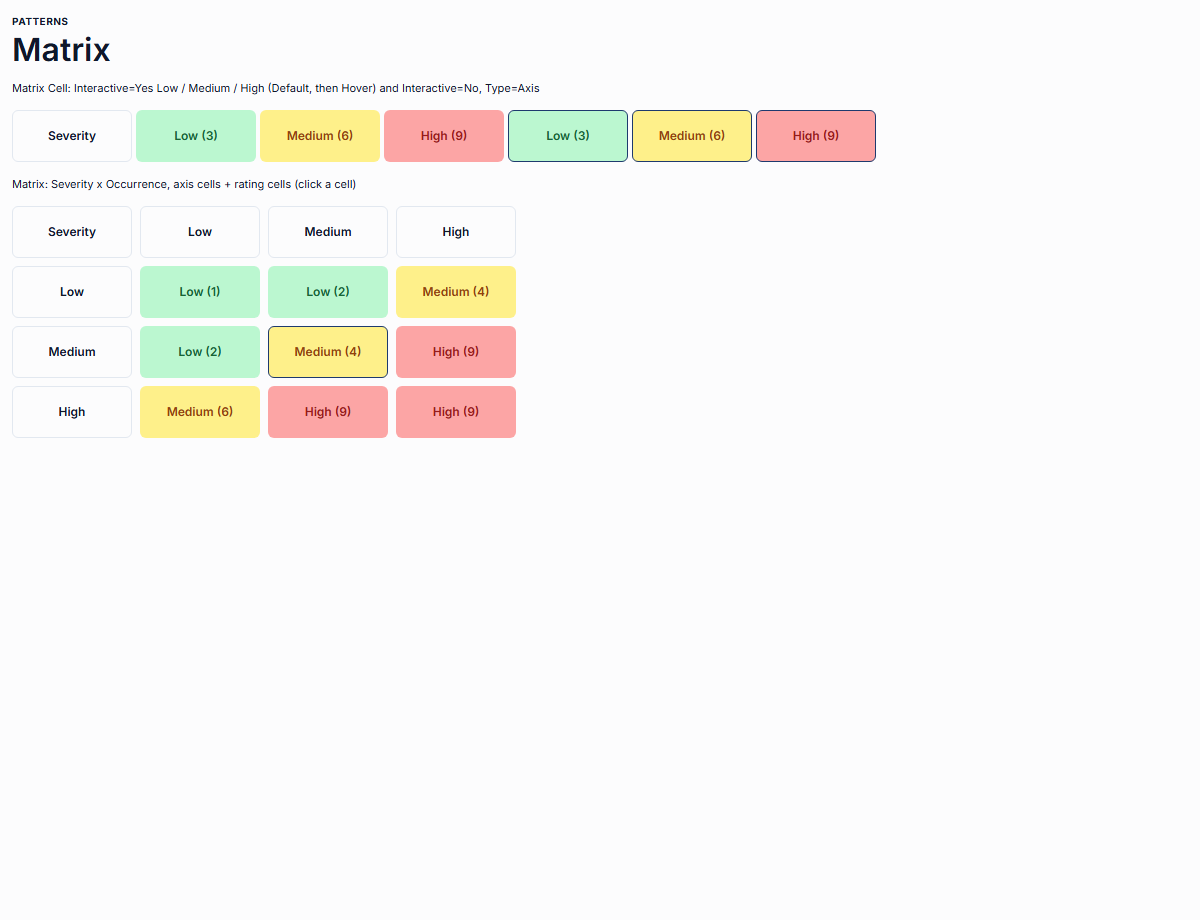 PATTERNS
Matrix
Matrix Cell: Interactive=Yes Low / Medium / High (Default, then Hover) and Interactive=No, Type=Axis
Severity Low (3) Medium (6) High (9) Low (3) Medium (6) High (9)
Matrix: Severity x Occurrence, axis cells + rating cells (click a cell)
Severity Low Medium High
Low Low (1) Low (2) Medium (4)
Medium Low (2) Medium (4) High (9)
High Medium (6) High (9) High (9)